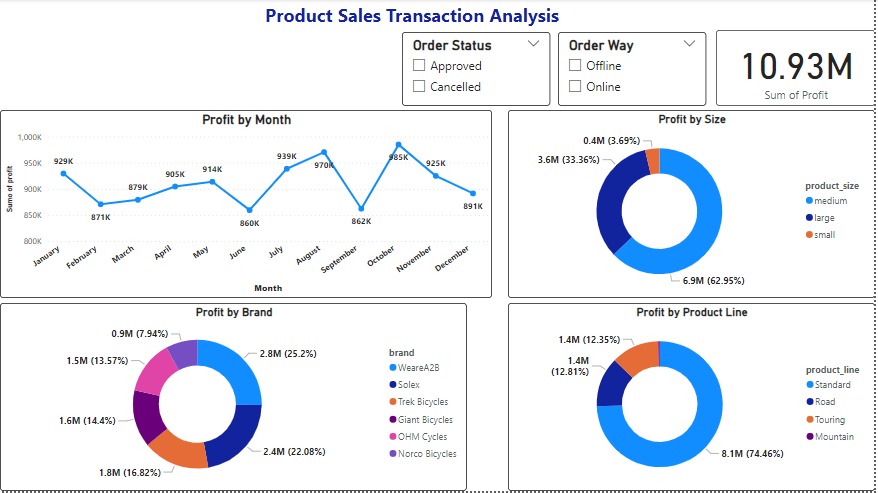 Product Sales Transaction Analysis
Order Status
Approved
Cancelled
Order Way
Offline
Online
10.93M
Sum of Profit
Profit by Month
Sumo of profit
1,000K
950K
900K
850K
800K
929K
871K
879K
905K
914K
860K
939K
970K
862K
985K
925K
891K
January
February
March
April
May
June
July
August
September
October
November
December
Month
Profit by Size
0.4M (3.69%)
3.6M (33.36%)
6.9M (62.95%)
product_size
medium
large
small
Profit by Brand
0.9M (7.94%)
1.5M (13.57%)
1.6M (14.4%)
1.8M (16.82%)
2.8M (25.2%)
2.4M (22.08%)
brand
WeareA2B
Solex
Trek Bicycles
Giant Bicycles
OHM Cycles
Norco Bicycles
Profit by Product Line
1.4M (12.35%)
1.4M
(12.81%)
8.1M (74.46%)
product_line
Standard
Road
Touring
Mountain